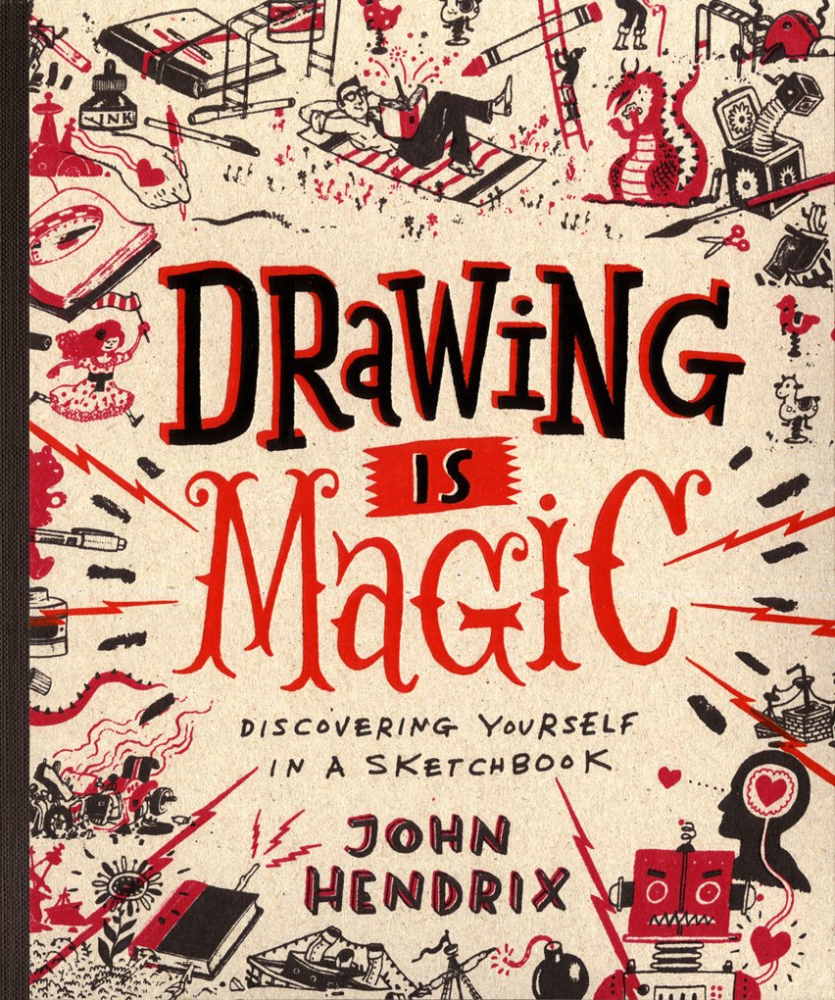 INK
DRaWiNG
IS
MaGiC
DISCOVERING YOURSELF
IN A SKETCHBOOK
JOHN
HENDRIX